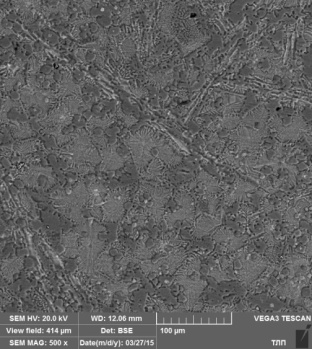 SEM HV: 20.0 kV WD: 12.06 mm VEGA3 TESCAN
View field: 414 µm Det: BSE 100 µm
SEM MAG: 500 x Date(m/d/y): 03/27/15 ТЛП